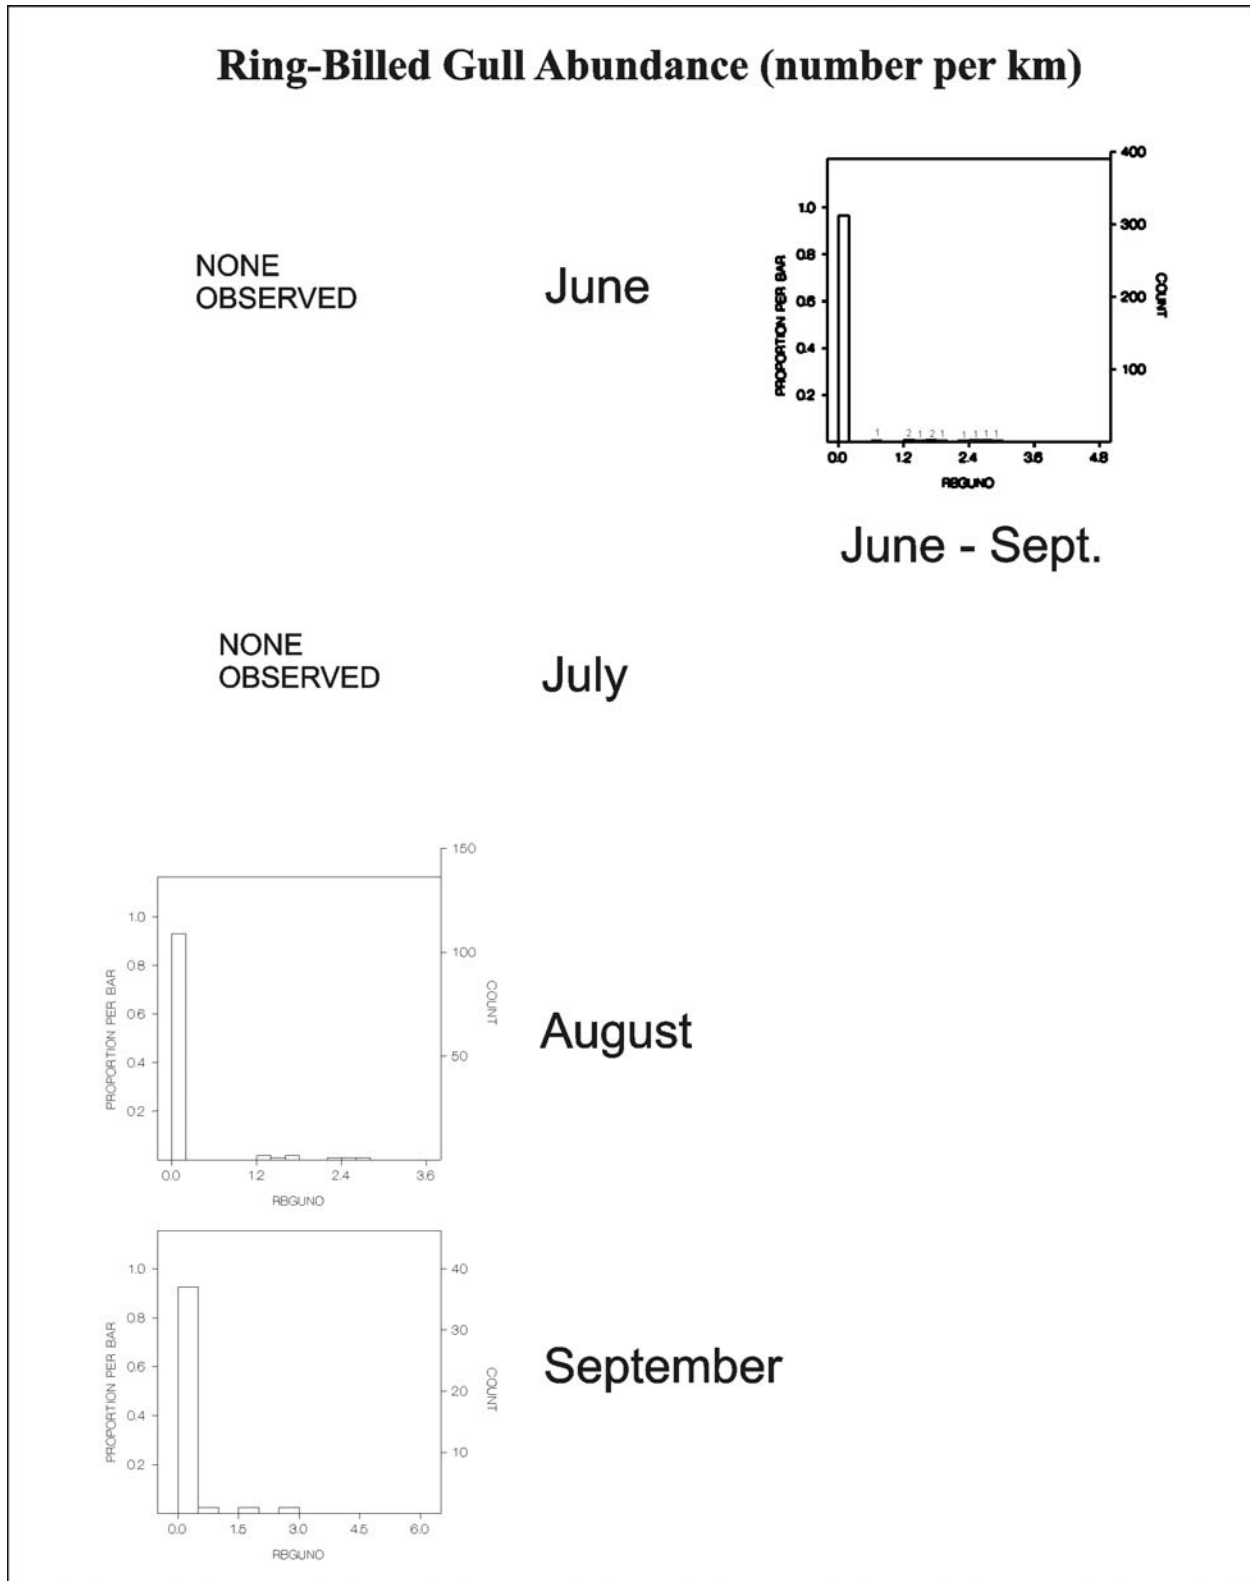 Ring-Billed Gull Abundance (number per km)
NONE
OBSERVED
June
PROPORTION PER BAR
1.0
0.8
0.6
0.4
0.2
400
300
200
100
COUNT
1 2 1 2 1 1 1 1 1
0.0 1.2 2.4 3.6 4.8
RBGUNO
June - Sept.
NONE
OBSERVED
July
PROPORTION PER BAR
1.0
0.8
0.6
0.4
0.2
150
100
50
COUNT
0.0 1.2 2.4 3.6
RBGUNO
August
PROPORTION PER BAR
1.0
0.8
0.6
0.4
0.2
40
30
20
10
COUNT
0.0 1.5 3.0 4.5 6.0
RBGUNO
September